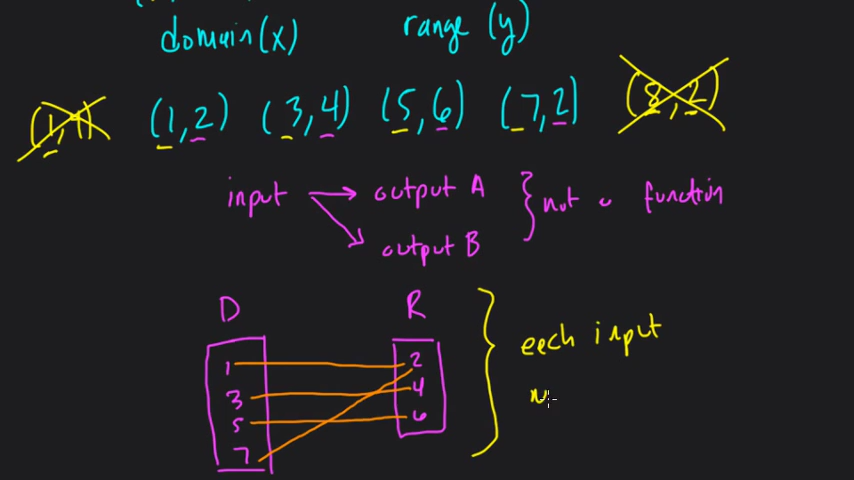 domain(x) range (y)
(1,4) (1,2) (3,4) (5,6) (7,2) (8,2)
input → output A } not a function
output B
D R
1 2 each input
3 4
5 6
7